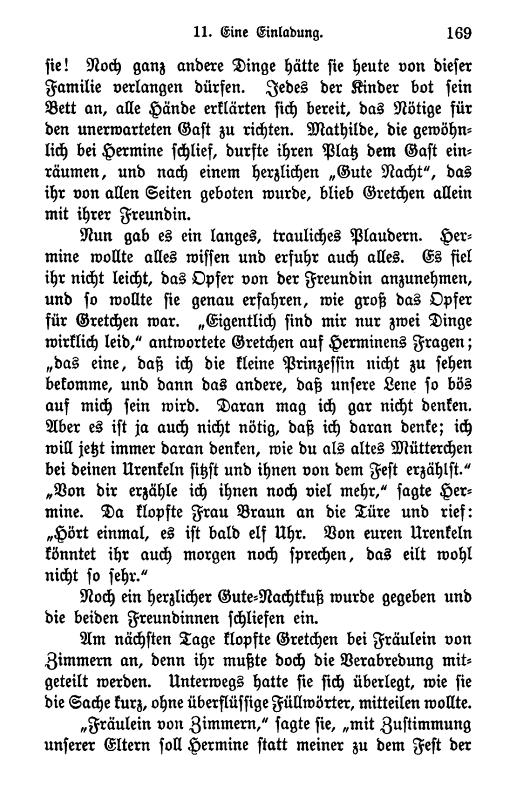 11. Eine Einladung. 169
sie! Noch ganz andere Dinge hätte sie heute von dieser
Familie verlangen dürfen. Jedes der Kinder bot sein
Bett an, alle Hände erklärten sich bereit, das Nötige für
den unerwarteten Gast zu richten. Mathilde, die gewöhn-
lich bei Hermine schlief, durfte ihren Platz dem Gast ein-
räumen, und nach einem herzlichen „Gute Nacht“, das
ihr von allen Seiten geboten wurde, blieb Gretchen allein
mit ihrer Freundin.
Nun gab es ein langes, trauliches Plaudern. Her-
mine wollte alles wissen und erfuhr auch alles. Es fiel
ihr nicht leicht, das Opfer von der Freundin anzunehmen,
und so wollte sie genau erfahren, wie groß das Opfer
für Gretchen war. „Eigentlich sind mir nur zwei Dinge
wirklich leid,“ antwortete Gretchen auf Herminens Fragen;
„das eine, daß ich die kleine Prinzessin nicht zu sehen
bekomme, und dann das andere, daß unsere Lene so bös
auf mich sein wird. Daran mag ich gar nicht denken.
Aber es ist ja auch nicht nötig, daß ich daran denke; ich
will jetzt immer daran denken, wie du als altes Mütterchen
bei deinen Urenkeln sitzst und ihnen von dem Fest erzählst.“
„Von dir erzähle ich ihnen noch viel mehr,“ sagte Her-
mine. Da klopfte Frau Braun an die Türe und rief:
„Hört einmal, es ist bald elf Uhr. Von euren Urenkeln
könntet ihr auch morgen noch sprechen, das eilt wohl
nicht so sehr.“
Noch ein herzlicher Gute-Nachtkuß wurde gegeben und
die beiden Freundinnen schliefen ein.
Am nächsten Tage klopfte Gretchen bei Fräulein von
Zimmern an, denn ihr mußte doch die Verabredung mit-
geteilt werden. Unterwegs hatte sie sich überlegt, wie sie
die Sache kurz, ohne überflüssige Füllwörter, mitteilen wollte.
„Fräulein von Zimmern,“ sagte sie, „mit Zustimmung
unserer Eltern soll Hermine statt meiner zu dem Fest der